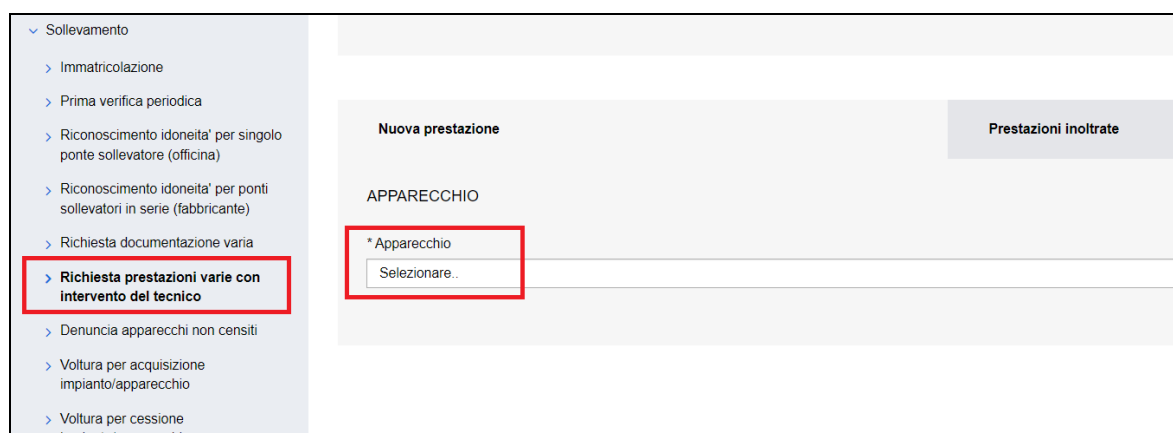 Sollevamento
Immatricolazione
Prima verifica periodica
Riconoscimento idoneita' per singolo
ponte sollevatore (officina)
Riconoscimento idoneita' per ponti
sollevatori in serie (fabbricante)
Richiesta documentazione varia
Richiesta prestazioni varie con
intervento del tecnico
Denuncia apparecchi non censiti
Voltura per acquisizione
impianto/apparecchio
Voltura per cessione
Nuova prestazione
Prestazioni inoltrate
APPARECCHIO
* Apparecchio
Selezionare..